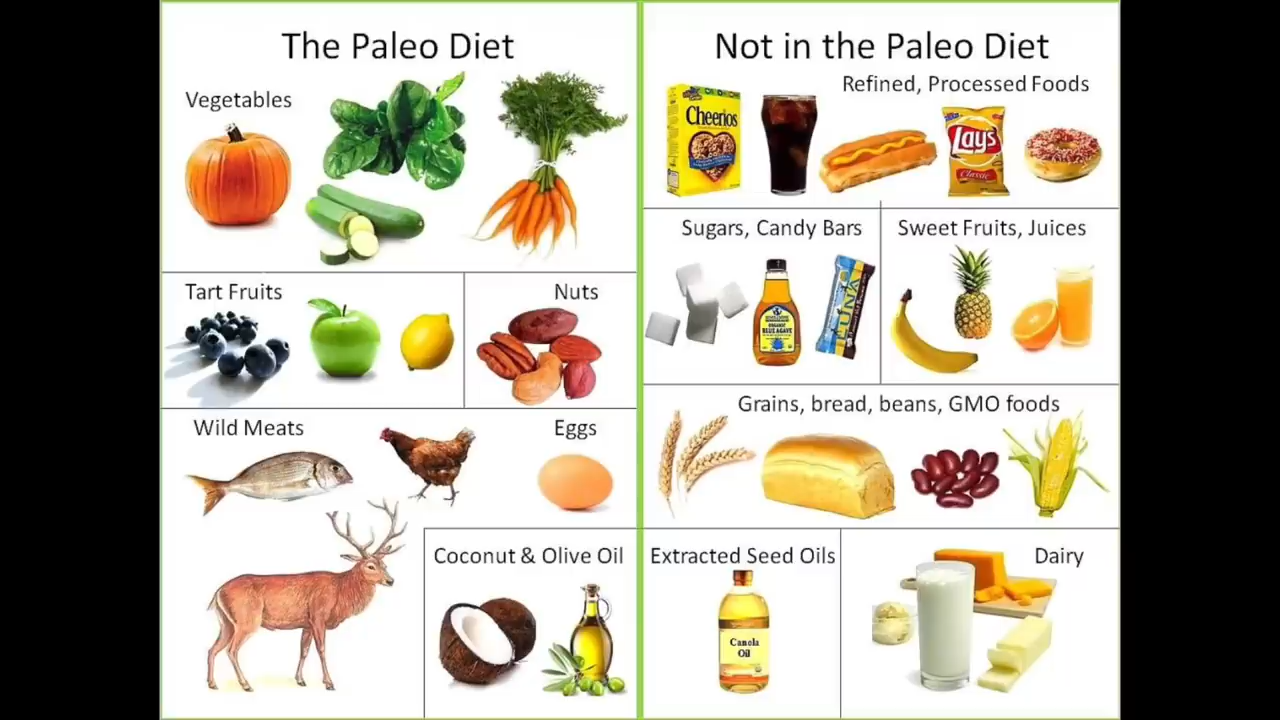 The Paleo Diet
Vegetables
Tart Fruits
Nuts
Wild Meats
Eggs
Coconut & Olive Oil
Not in the Paleo Diet
Refined, Processed Foods
Cheerios
Lay's
Classic
Sugars, Candy Bars
ORGANIC
BLUE AGAVE
LUNA
Sweet Fruits, Juices
Grains, bread, beans, GMO foods
Extracted Seed Oils
Canola
Oil
Dairy